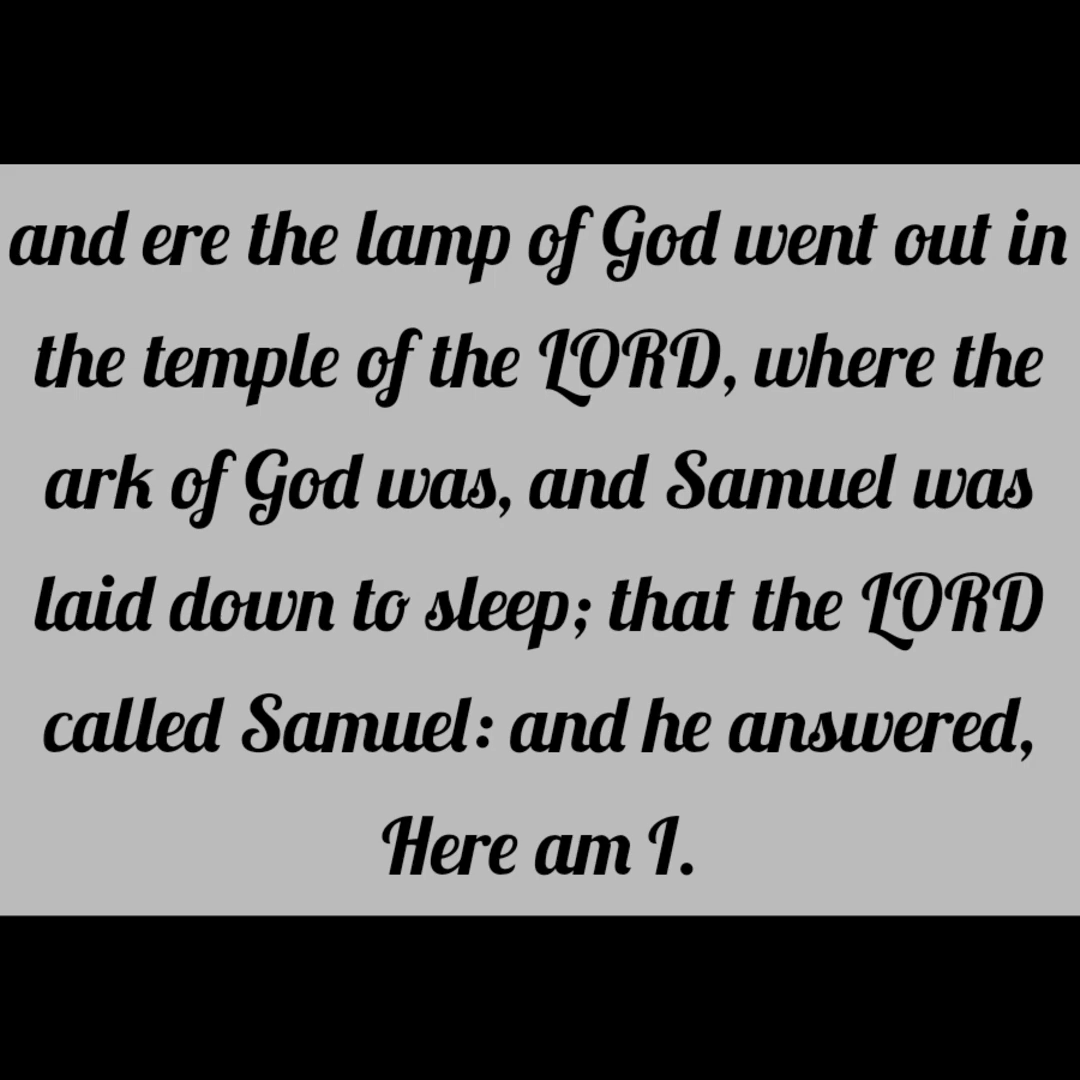 and ere the lamp of God went out in
the temple of the LORD, where the
ark of God was, and Samuel was
laid down to sleep; that the LORD
called Samuel: and he answered,
Here am I.